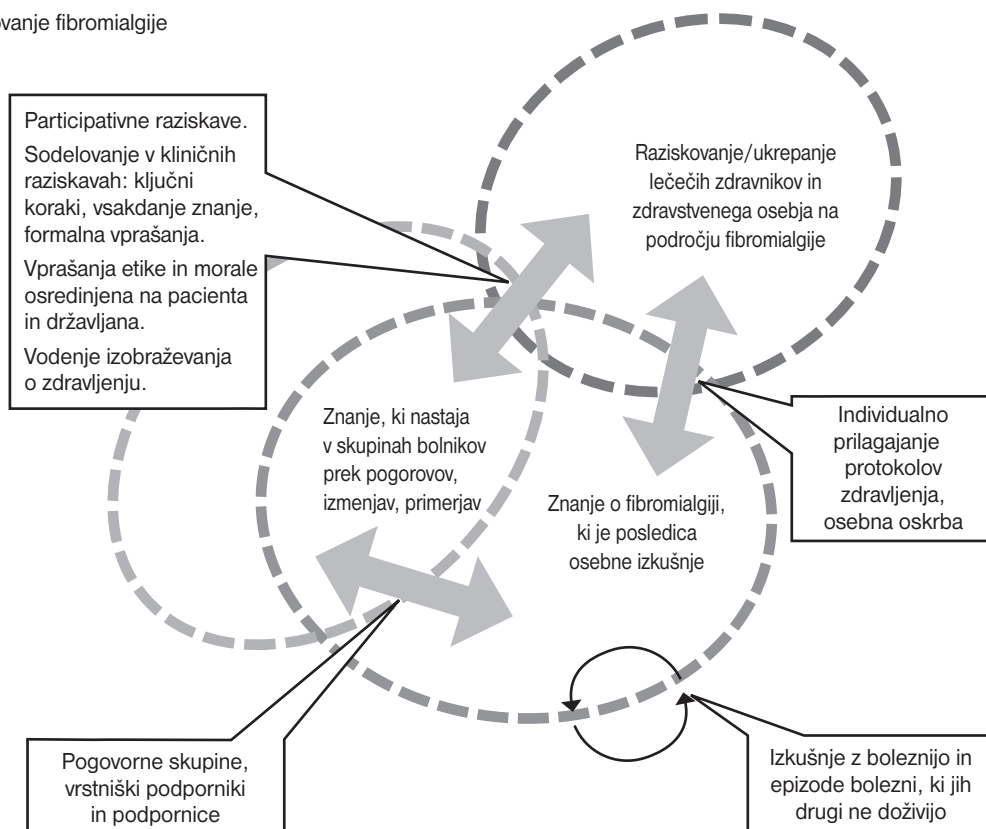 ovanje fibromialgije
Participativne raziskave.
Sodelovanje v kliničnih
raziskavah: ključni
koraki, vsakdanje znanje,
formalna vprašanja.
Vprašanja etike in morale
osredinjena na pacienta
in državljana.
Vodenje izobraževanja
o zdravljenju.
Raziskovanje/ukrepanje
lečečih zdravnikov in
zdravstvenega osebja na
področju fibromialgije
Znanje, ki nastaja
v skupinah bolnikov
prek pogorovov,
izmenjav, primerjav
Znanje o fibromialgiji,
ki je posledica
osebne izkušnje
Individualno
prilagajanje
protokolov
zdravljenja,
osebna oskrba
Pogovorne skupine,
vrstniški podporniki
in podpornice
Izkušnje z boleznijo in
epizode bolezni, ki jih
drugi ne doživijo